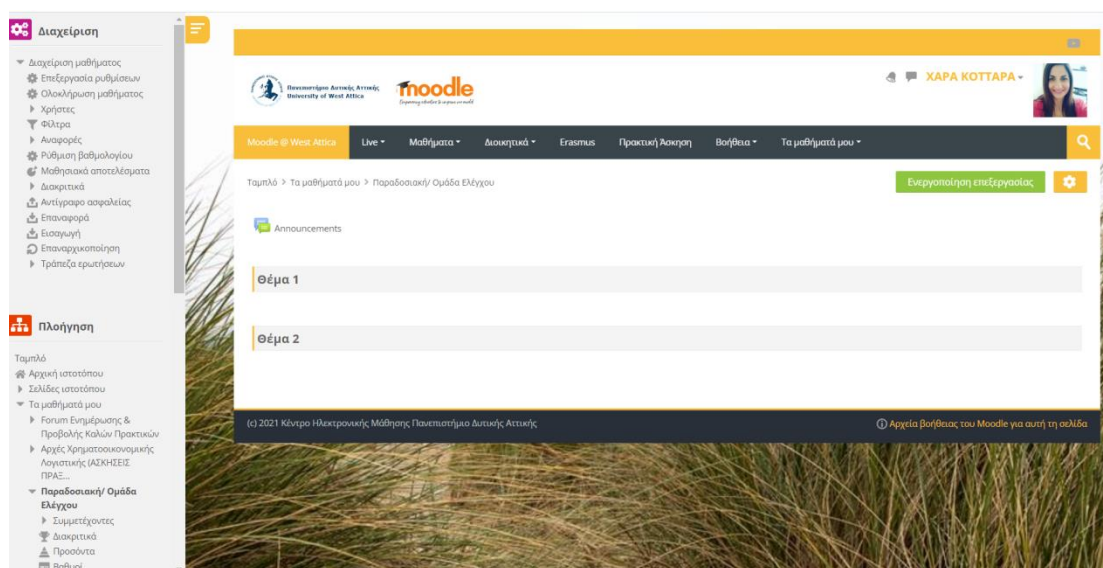 Διαχείριση
Διαχείριση μαθήματος
Επεξεργασία ρυθμίσεων
Ολοκλήρωση μαθήματος
Χρήστες
Φίλτρα
Αναφορές
Ρύθμιση βαθμολογίου
Μαθησιακά αποτελέσματα
Διακριτικά
Αντίγραφο ασφαλείας
Επαναφορά
Εισαγωγή
Επαναρχικοποίηση
Τράπεζα ερωτήσεων
Πλοήγηση
Ταμπλό
Αρχική ιστοτόπου
Σελίδες ιστοτόπου
Τα μαθήματά μου
Forum Ενημέρωσης &
Προβολής Καλών Πρακτικών
Αρχές Χρηματοοικονομικής
Λογιστικής (ΑΣΚΗΣΕΙΣ
ΠΡΑΞ...
Παραδοσιακή/ Ομάδα
Ελέγχου
Συμμετέχοντες
Διακριτικά
Προσόντα
Βαθμοί
Πανεπιστήμιο Δυτικής Αττικής
University of West Attica
moodle
ΧΑΡΑ ΚΟΤΤΑΡΑ
Moodle @ West Attica Live Μαθήματα Διοικητικά Erasmus Πρακτική Άσκηση Βοήθεια Τα μαθήματά μου
Ταμπλό > Τα μαθήματά μου > Παραδοσιακή/ Ομάδα Ελέγχου
Ενεργοποίηση επεξεργασίας
Announcements
Θέμα 1
Θέμα 2
(c) 2021 Κέντρο Ηλεκτρονικής Μάθησης Πανεπιστήμιο Δυτικής Αττικής
Αρχεία βοήθειας του Moodle για αυτή τη σελίδα